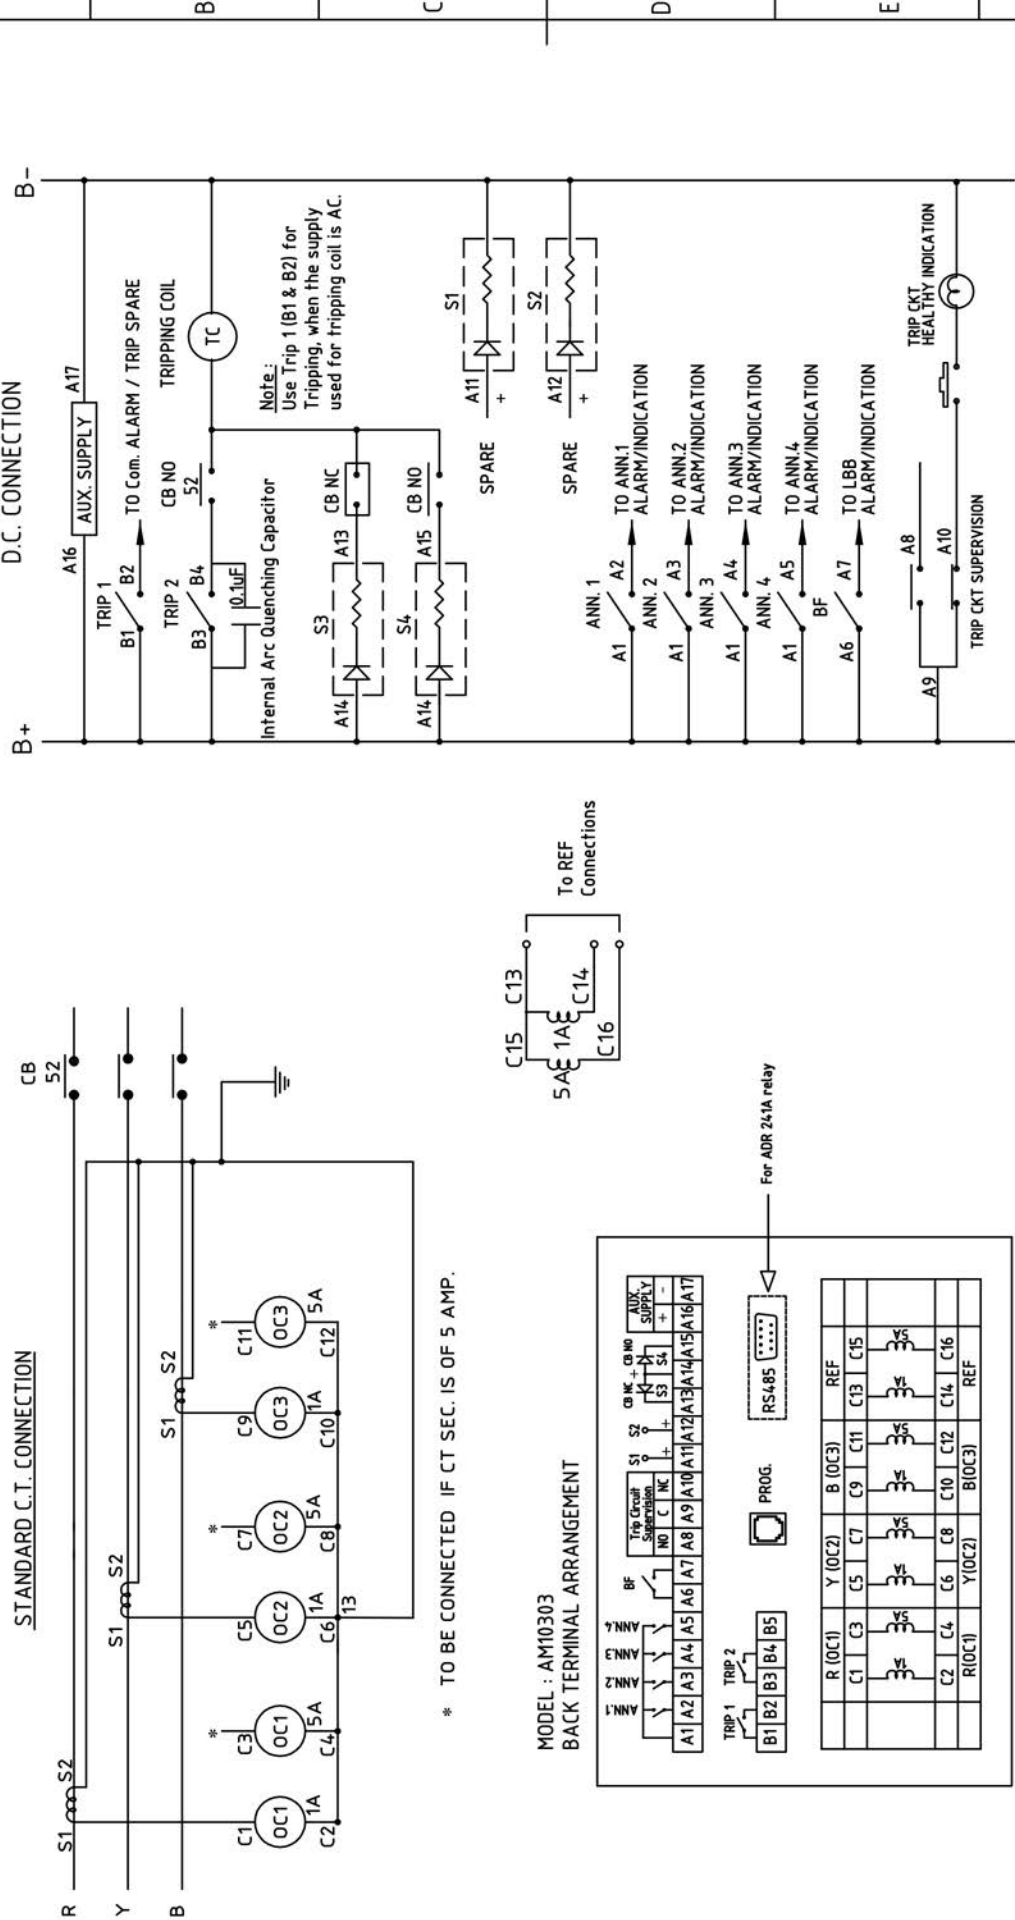 STANDARD C.T. CONNECTION
R
Y
B
S1
S2
S1
S2
S1
S2
CB
52
C1
OC1
1A
C2
*
C3
OC1
5A
C4
C5
OC2
1A
C6
13
*
C7
OC2
5A
C8
C9
OC3
1A
C10
*
C11
OC3
5A
C12
* TO BE CONNECTED IF CT SEC. IS OF 5 AMP.
C15
C13
5A
1A
C14
C16
To REF
Connections
MODEL : AM10303
BACK TERMINAL ARRANGEMENT
ANN.1
ANN.2
ANN.3
ANN.4
BF
Trip Circuit
Supervision
NO C NC
S1
+
S2
+
CB NC + CB NO
S3 S4
AUX.
SUPPLY
+ -
A1 A2 A3 A4 A5 A6 A7 A8 A9 A10 A11 A12 A13 A14 A15 A16 A17
TRIP 1
TRIP 2
B1 B2 B3 B4 B5
PROG.
RS485
For ADR 241A relay
R (OC1) Y (OC2) B (OC3) REF
C1 C3 C5 C7 C9 C11 C13 C15
1A 5A 1A 5A 1A 5A 1A 5A
C2 C4 C6 C8 C10 C12 C14 C16
R(OC1) Y(OC2) B(OC3) REF
D.C. CONNECTION
B+
B-
A16
AUX. SUPPLY
A17
TRIP 1
B1
B2
TO Com. ALARM / TRIP SPARE
TRIP 2
B3
B4
0.1uF
Internal Arc Quenching Capacitor
CB NO
52
TRIPPING COIL
TC
Note :
Use Trip 1 (B1 & B2) for
Tripping, when the supply
used for tripping coil is AC.
A14
S3
A13
CB NC
A14
S4
A15
CB NO
SPARE
A11
+
S1
SPARE
A12
+
S2
ANN. 1
A1
A2
TO ANN.1
ALARM/INDICATION
ANN. 2
A1
A3
TO ANN.2
ALARM/INDICATION
ANN. 3
A1
A4
TO ANN.3
ALARM/INDICATION
ANN. 4
A1
A5
TO ANN.4
ALARM/INDICATION
BF
A6
A7
TO LBB
ALARM/INDICATION
A9
A8
A10
TRIP CKT SUPERVISION
TRIP CKT
HEALTHY INDICATION
B
C
D
E